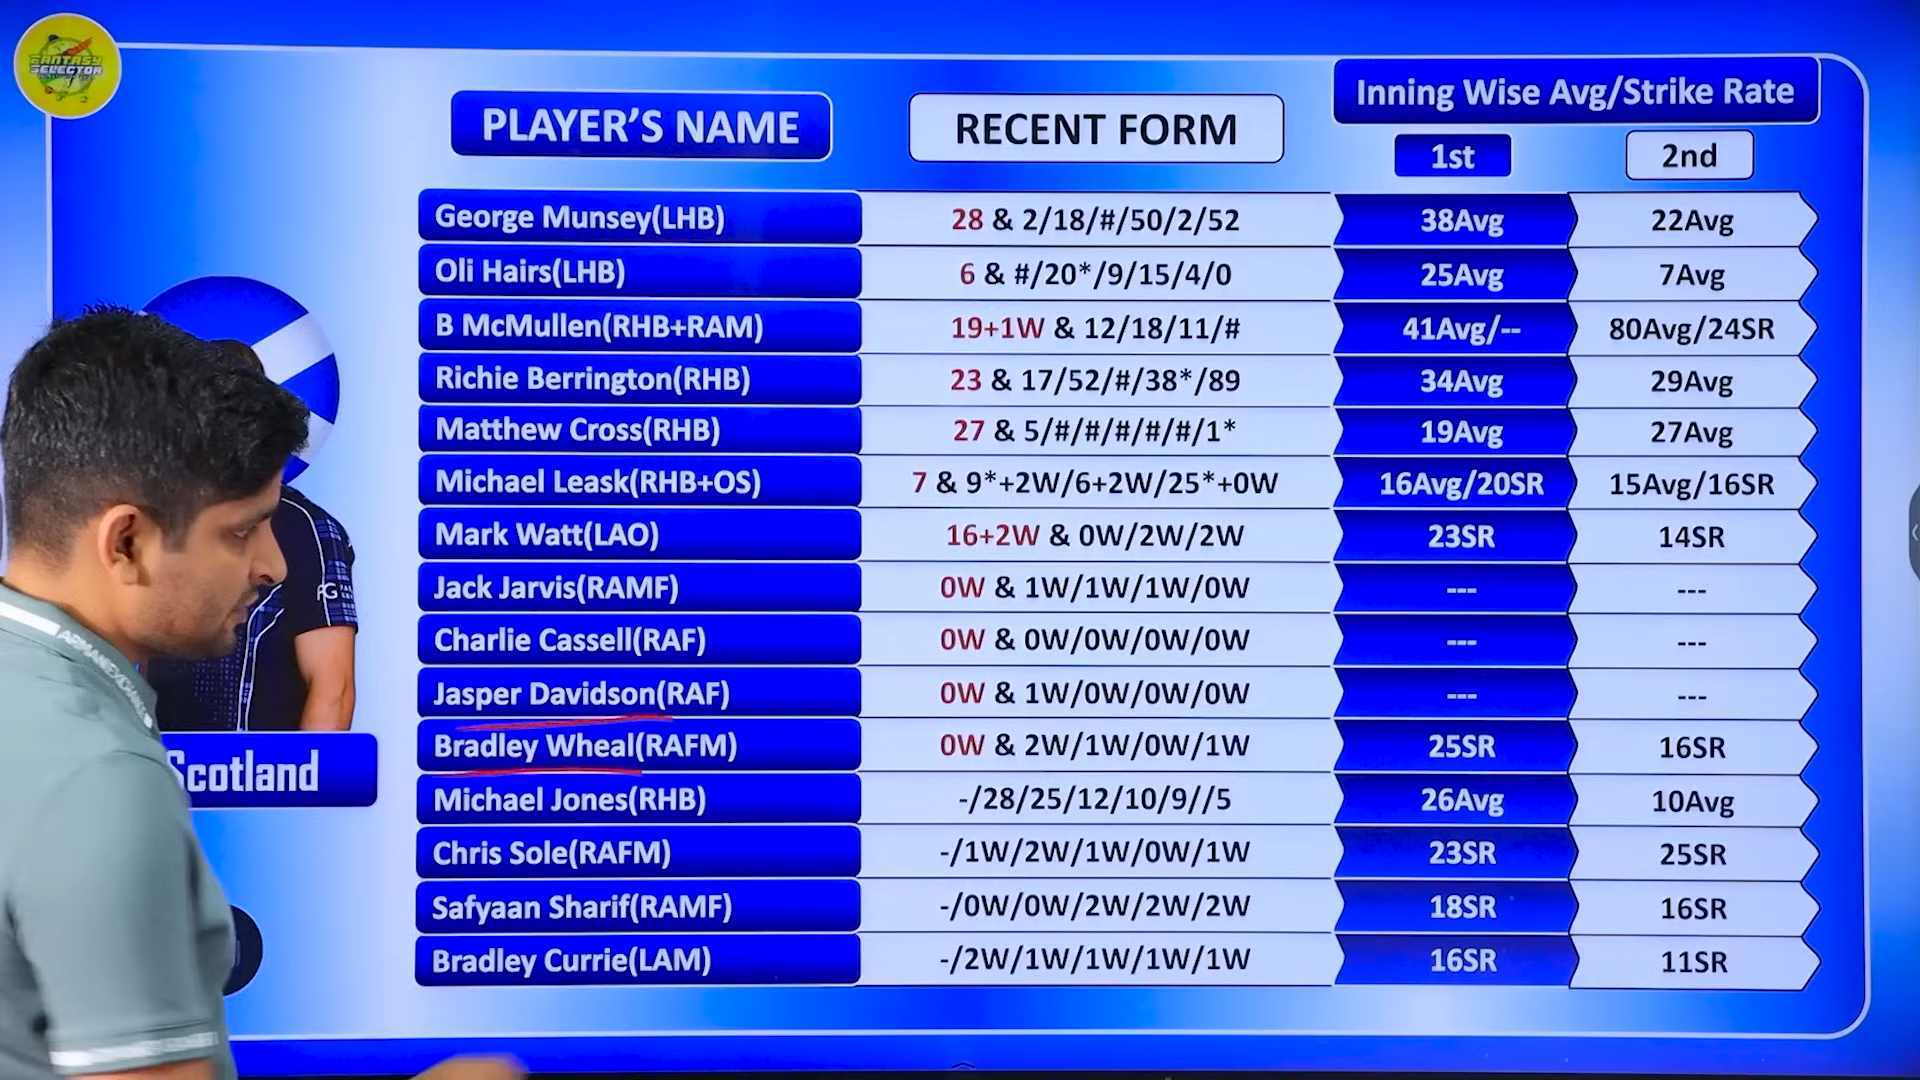 FANTASY
SELECTOR
PLAYER'S NAME
RECENT FORM
Inning Wise Avg/Strike Rate
1st
2nd
George Munsey(LHB) 28 & 2/18/#/50/2/52 38Avg 22Avg
Oli Hairs(LHB) 6 & #/20*/9/15/4/0 25Avg 7Avg
B McMullen(RHB+RAM) 19+1W & 12/18/11/# 41Avg/-- 80Avg/24SR
Richie Berrington(RHB) 23 & 17/52/#/38*/89 34Avg 29Avg
Matthew Cross(RHB) 27 & 5/#/#/#/#/#/1* 19Avg 27Avg
Michael Leask(RHB+OS) 7 & 9*+2W/6+2W/25*+0W 16Avg/20SR 15Avg/16SR
Mark Watt(LAO) 16+2W & 0W/2W/2W 23SR 14SR
Jack Jarvis(RAMF) 0W & 1W/1W/1W/0W --- ---
Charlie Cassell(RAF) 0W & 0W/0W/0W/0W --- ---
Jasper Davidson(RAF) 0W & 1W/0W/0W/0W --- ---
Bradley Wheal(RAFM) 0W & 2W/1W/0W/1W 25SR 16SR
Michael Jones(RHB) -/28/25/12/10/9//5 26Avg 10Avg
Chris Sole(RAFM) -/1W/2W/1W/0W/1W 23SR 25SR
Safyaan Sharif(RAMF) -/0W/0W/2W/2W/2W 18SR 16SR
Bradley Currie(LAM) -/2W/1W/1W/1W/1W 16SR 11SR
Scotland